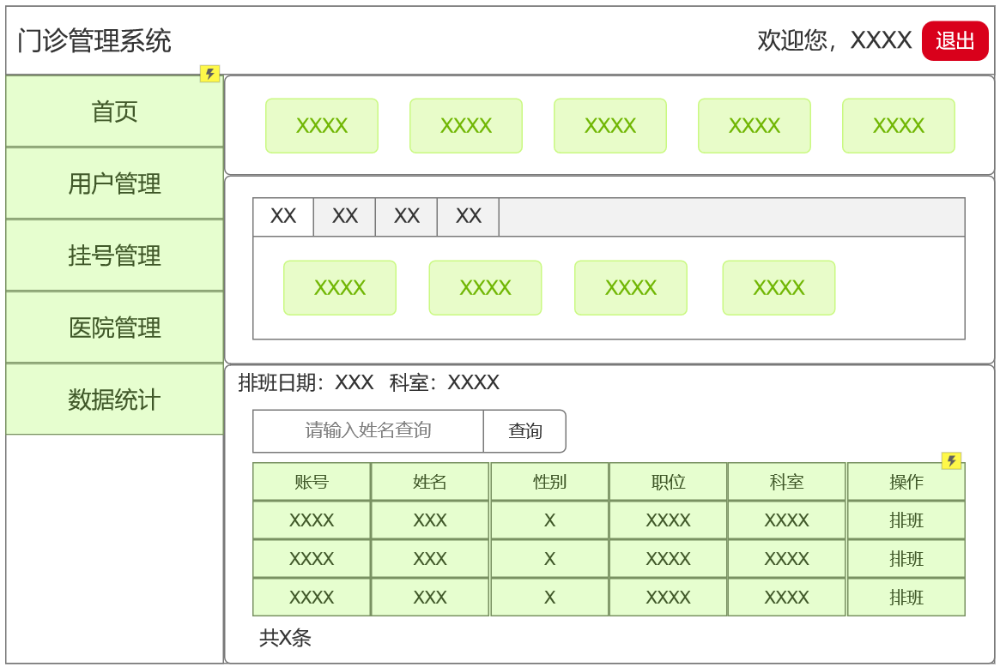 门诊管理系统
欢迎您，XXXX 退出
首页
用户管理
挂号管理
医院管理
数据统计
XXXX XXXX XXXX XXXX XXXX
XX XX XX XX
XXXX XXXX XXXX XXXX
排班日期：XXX 科室：XXXX
请输入姓名查询 查询
账号 姓名 性别 职位 科室 操作
XXXX XXX X XXXX XXXX 排班
XXXX XXX X XXXX XXXX 排班
XXXX XXX X XXXX XXXX 排班
共X条